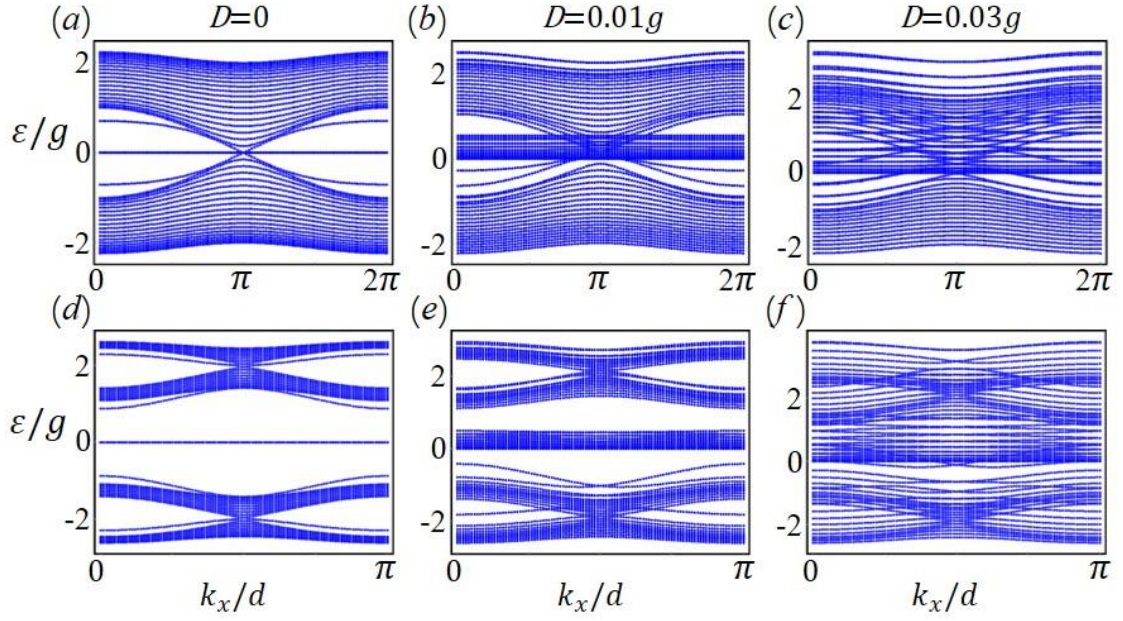 (a) D=0 (b) D=0.01g (c) D=0.03g
2 2 2
ε/g
0 0 0
-2 -2 -2
0 π 2π 0 π 2π 0 π 2π
(d) (e) (f)
2 2 2
ε/g
0 0 0
-2 -2 -2
0 π 0 π 0 π
k_x/d k_x/d k_x/d